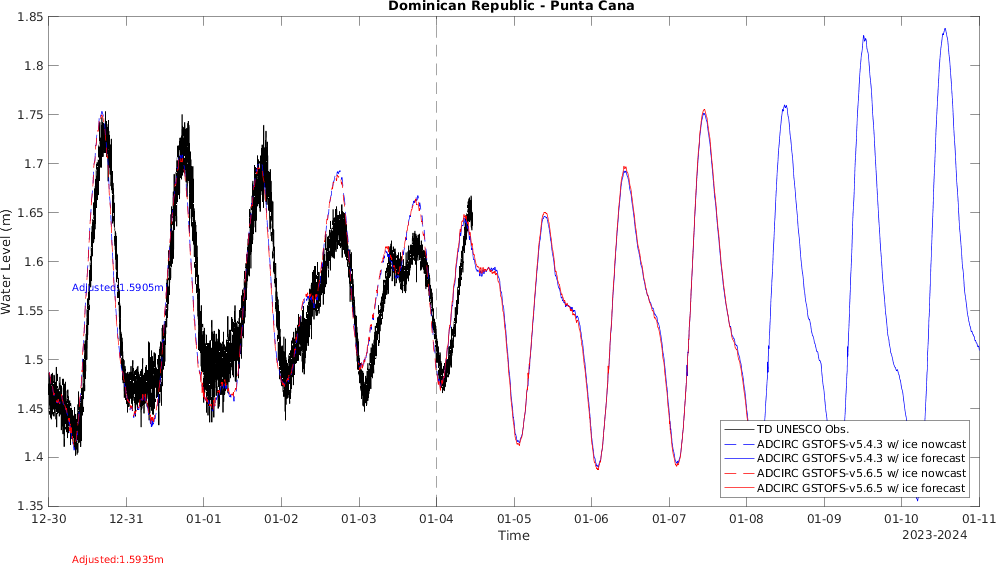 Dominican Republic - Punta Cana
1.85
1.8
1.75
1.7
1.65
1.6
1.55
1.5
1.45
1.4
1.35
Water Level (m)
Adjusted:1.5905m
TD UNESCO Obs.
ADCIRC GSTOFS-v5.4.3 w/ ice nowcast
ADCIRC GSTOFS-v5.4.3 w/ ice forecast
ADCIRC GSTOFS-v5.6.5 w/ ice nowcast
ADCIRC GSTOFS-v5.6.5 w/ ice forecast
12-30 12-31 01-01 01-02 01-03 01-04 01-05 01-06 01-07 01-08 01-09 01-10 01-11
Time
2023-2024
Adjusted:1.5935m